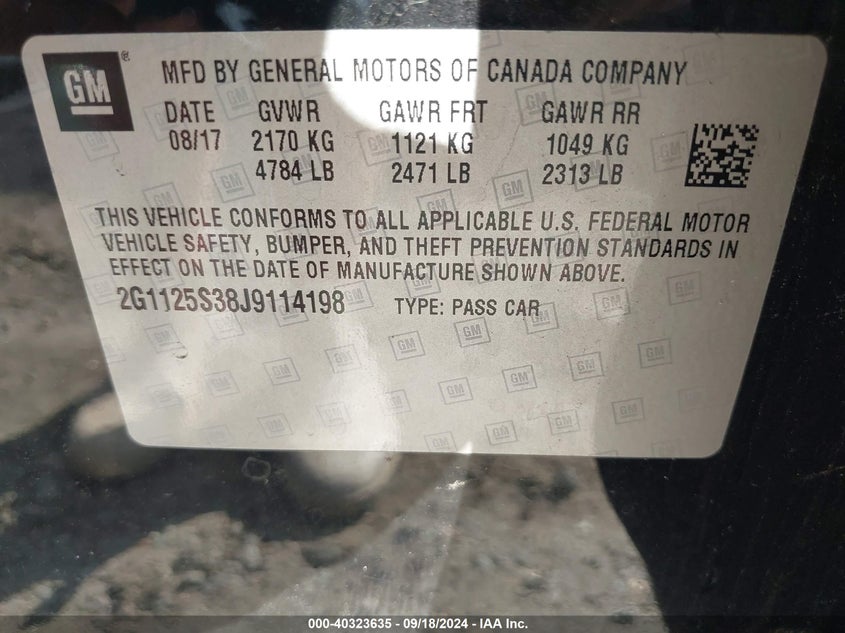 GM ®
MFD BY GENERAL MOTORS OF CANADA COMPANY
DATE GVWR GAWR FRT GAWR RR
08/17 2170 KG 1121 KG 1049 KG
4784 LB 2471 LB 2313 LB
THIS VEHICLE CONFORMS TO ALL APPLICABLE U.S. FEDERAL MOTOR
VEHICLE SAFETY, BUMPER, AND THEFT PREVENTION STANDARDS IN
EFFECT ON THE DATE OF MANUFACTURE SHOWN ABOVE.
2G1125S38J9114198 TYPE: PASS CAR
000-40323635 - 09/18/2024 - IAA Inc.